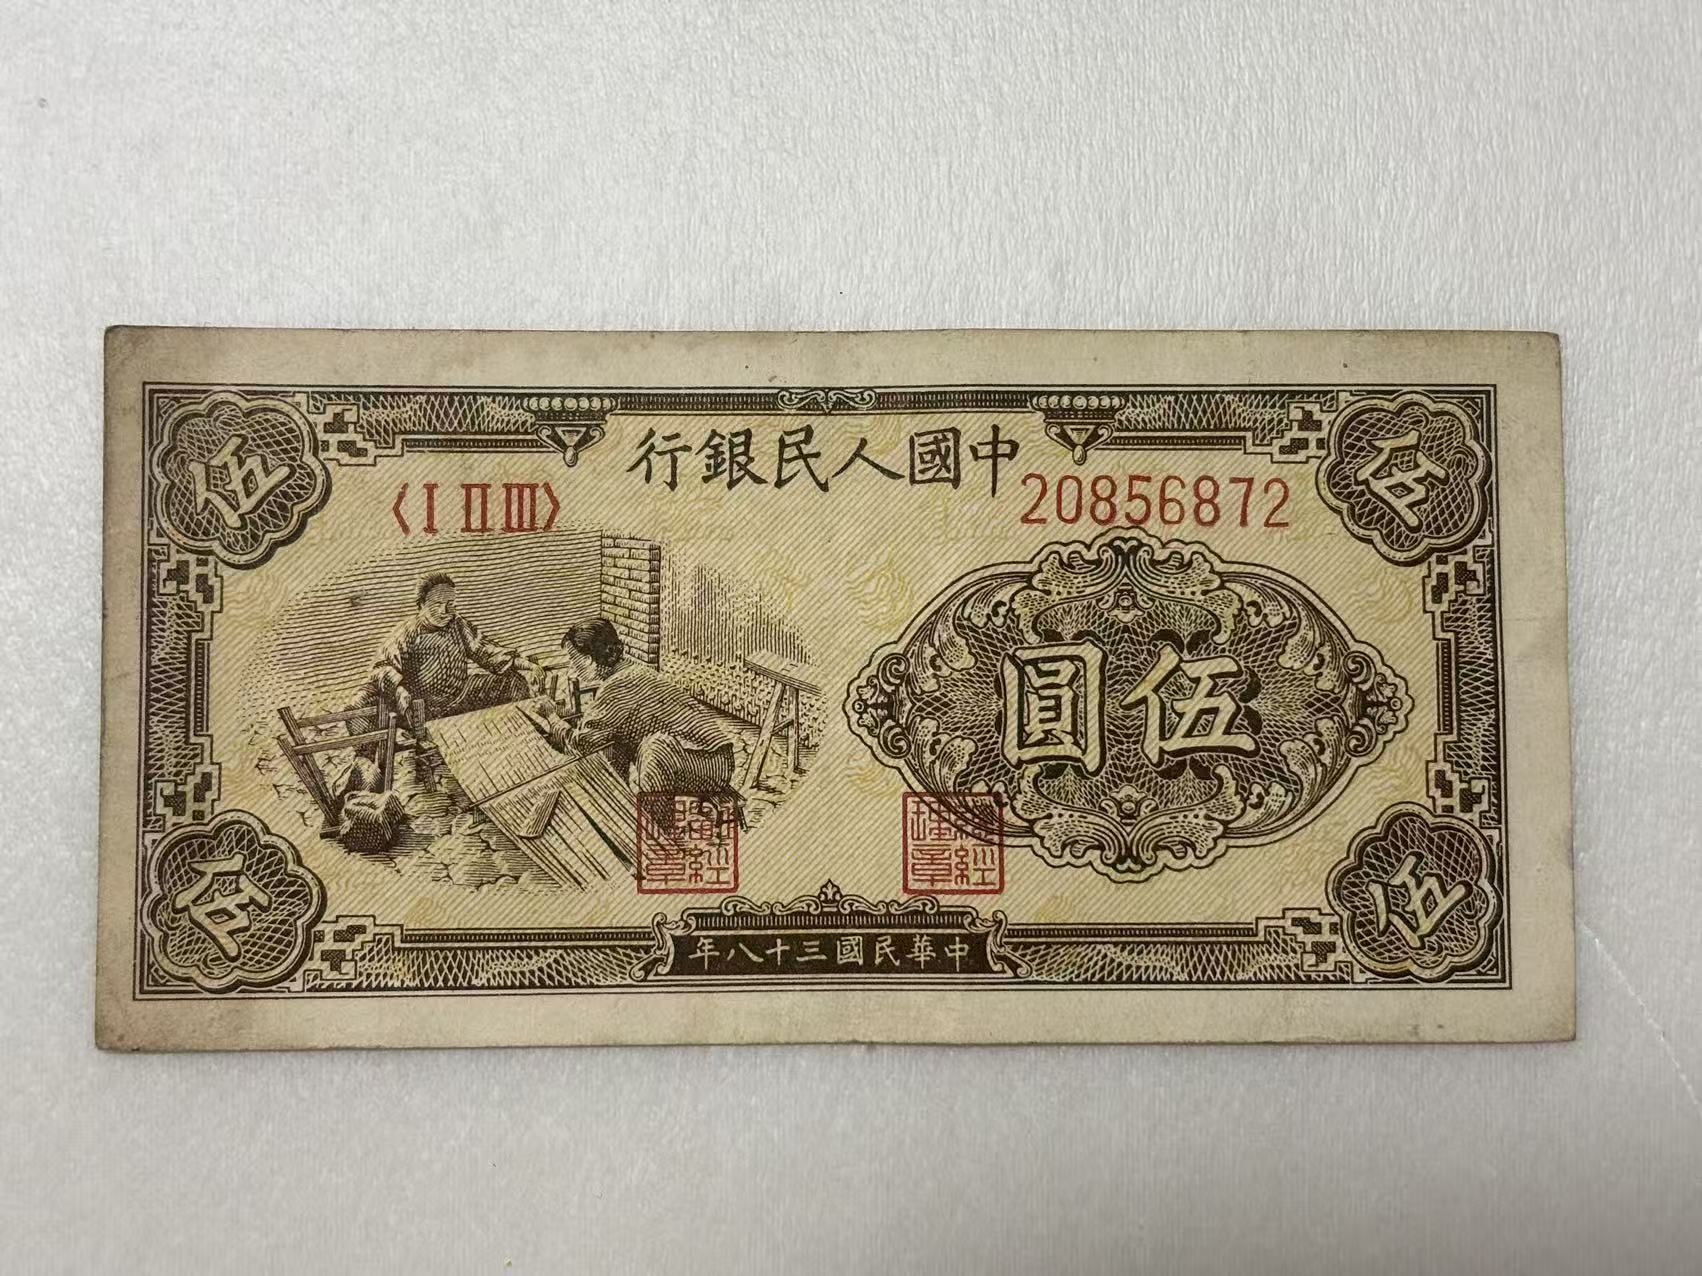 中國人民銀行
〈I II III〉 20856872
伍 伍
伍圓
伍 伍
中華民國三十八年